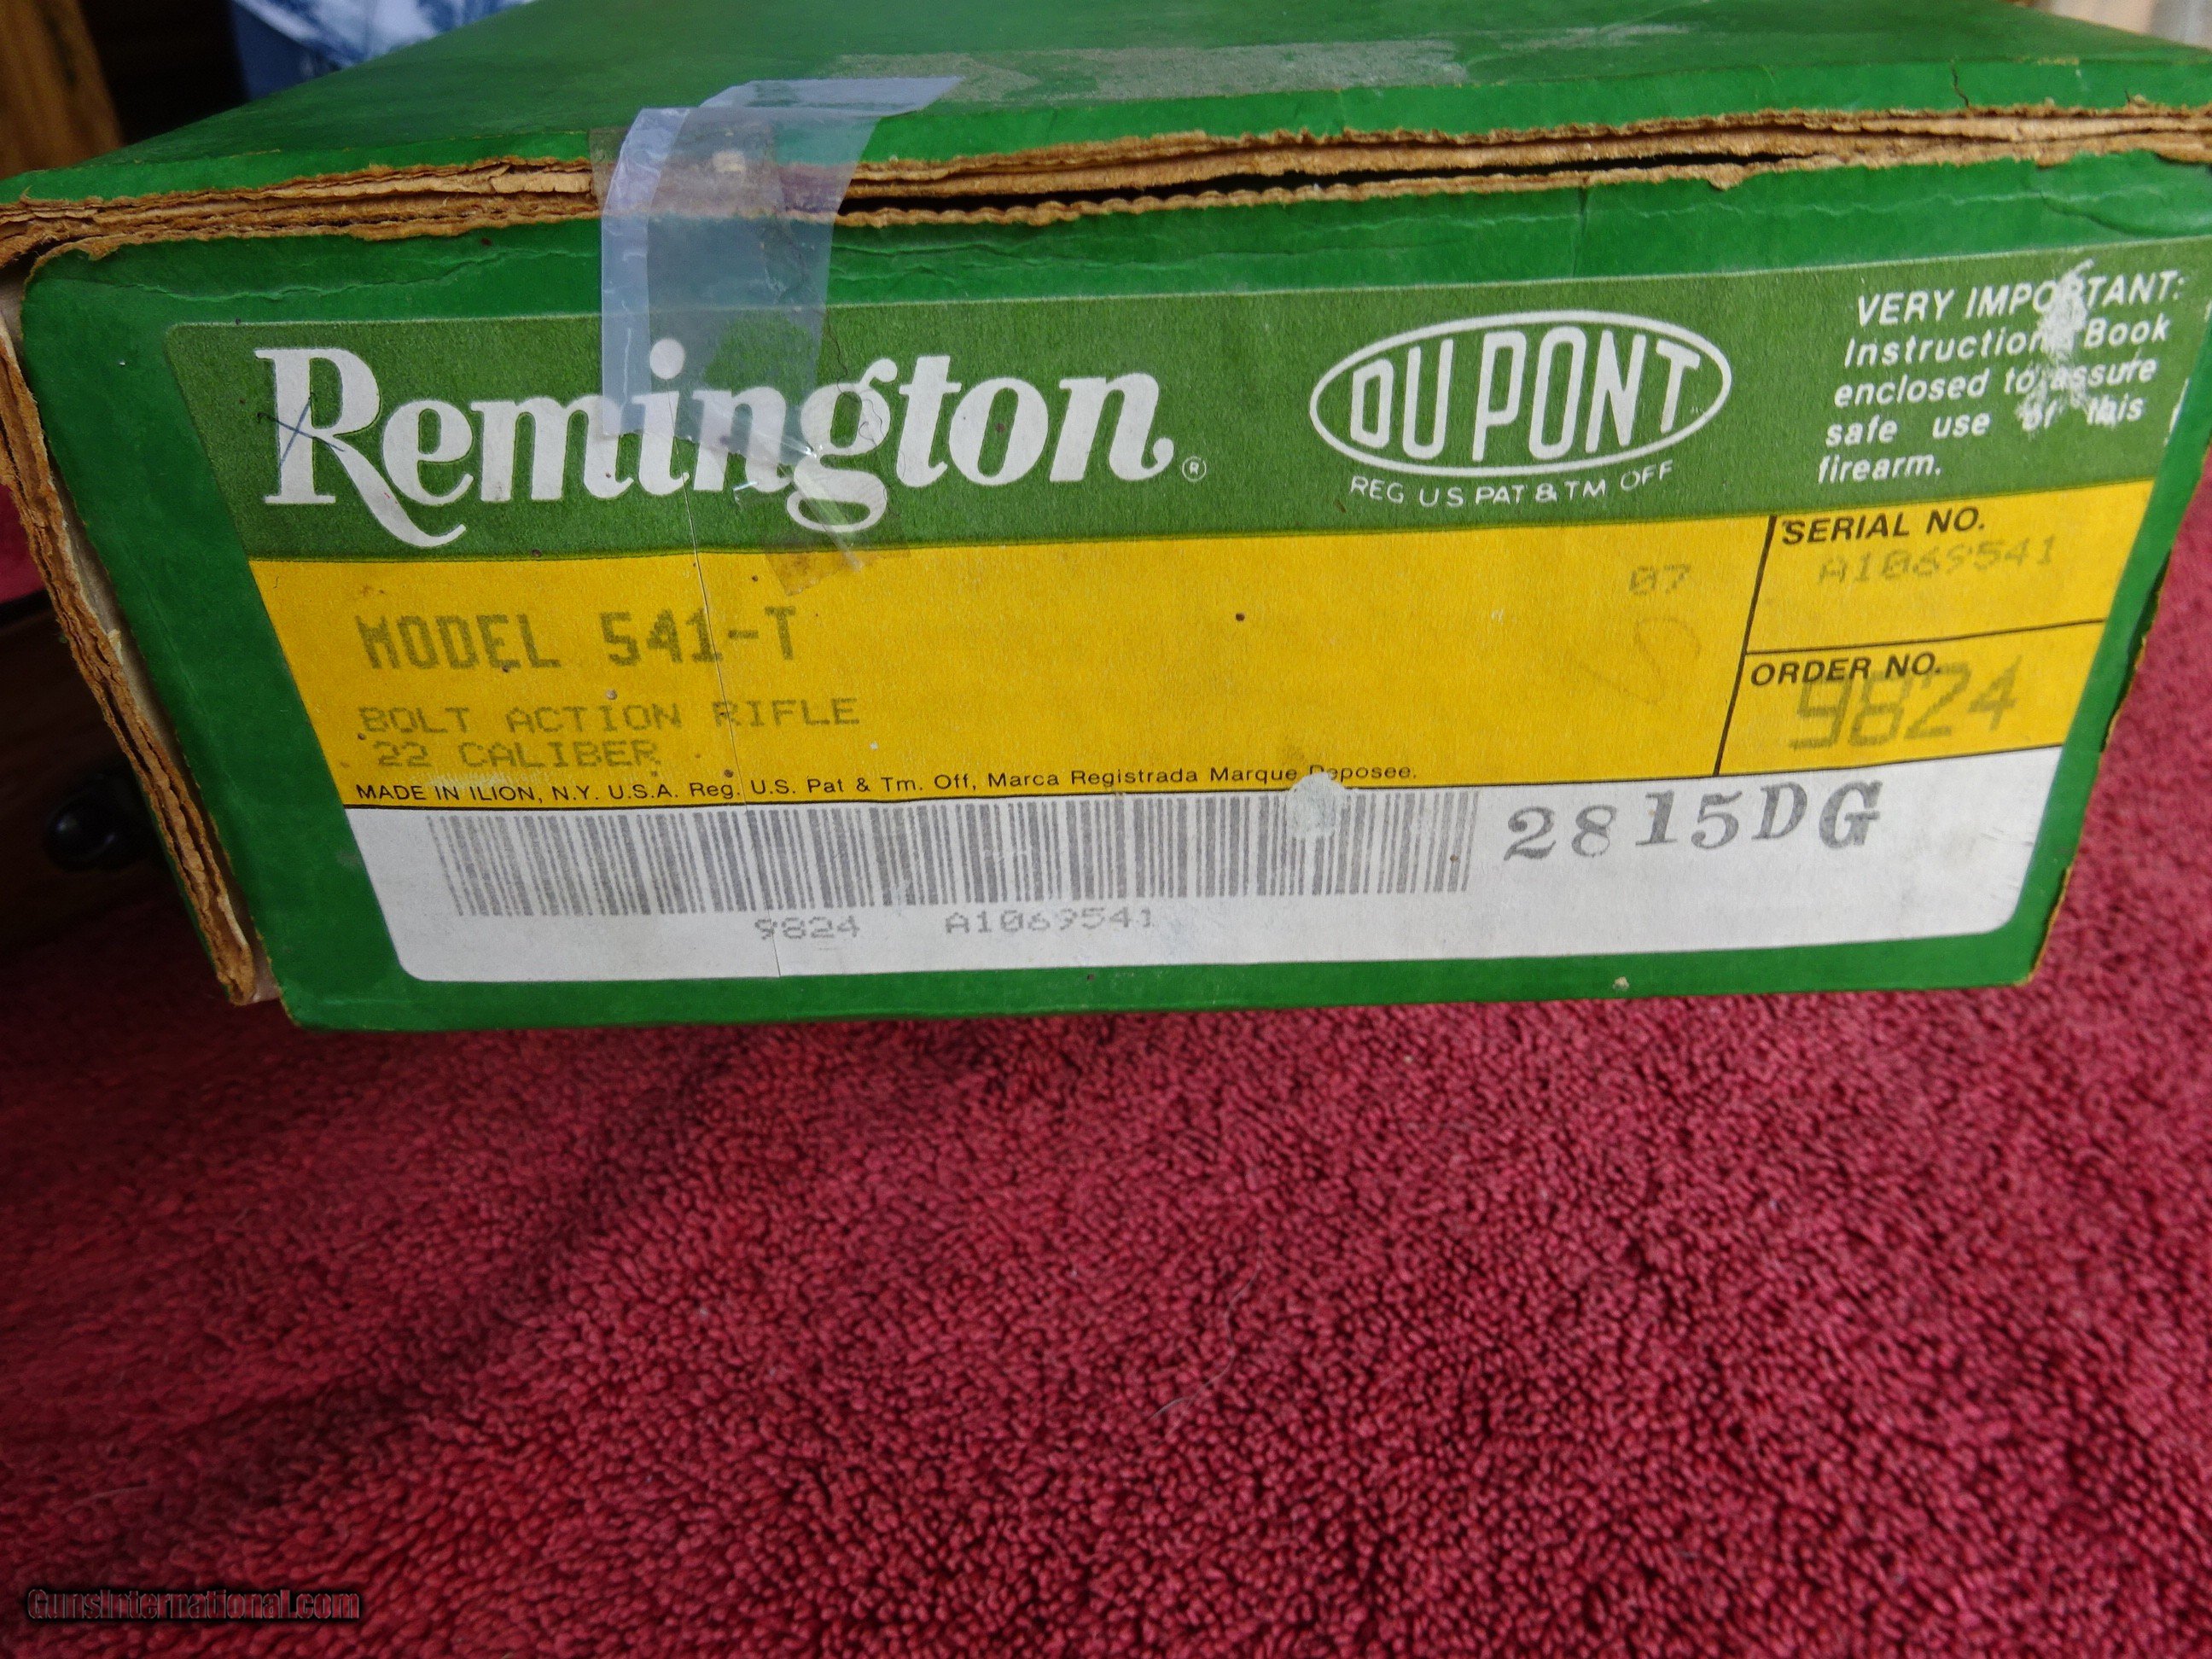 Remington®
DU PONT
REG US PAT & TM OFF
VERY IMPORTANT:
Instruction Book
enclosed to assure
safe use of this
firearm.
07
SERIAL NO.
A1069541
MODEL 541-T
ORDER NO.
9824
BOLT ACTION RIFLE
22 CALIBER
MADE IN ILION, N.Y. U.S.A. Reg. U.S. Pat & Tm. Off, Marca Registrada Marque Deposee.
2815DG
9824 A1069541
GunsInternational.com